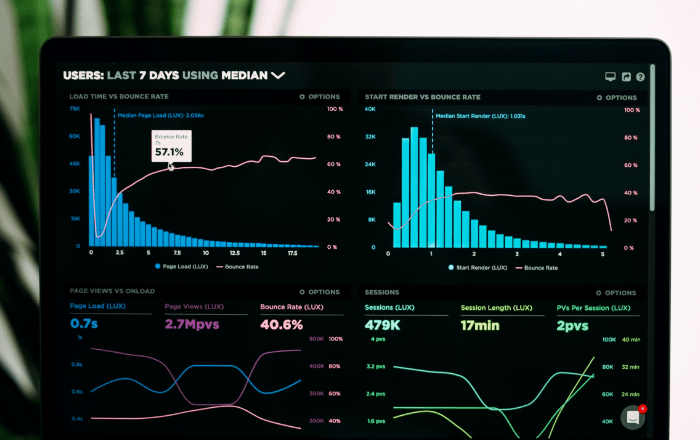 USERS: LAST 7 DAYS USING MEDIAN
LOAD TIME VS BOUNCE RATE
OPTIONS
75K
60K
45K
30K
15K
0
100 %
80 %
60 %
40 %
20 %
0 %
Median Page Load (LUX): 2.056s
Bounce Rate
7s
57.1%
0
2.5
5
7.5
10
12.5
15
17.5
Page Load (LUX)
Bounce Rate
START RENDER VS BOUNCE RATE
OPTIONS
40K
32K
24K
16K
8K
0
100 %
80 %
60 %
40 %
20 %
0 %
Median Start Render (LUX): 1.031s
0
1
2
3
4
5
Start Render (LUX)
Bounce Rate
PAGE VIEWS VS ONLOAD
OPTIONS
Page Load (LUX)
0.7s
Page Views (LUX)
2.7Mpvs
Bounce Rate (LUX)
40.6%
1s
0.8s
0.6s
0.4s
500K
400K
300K
200K
100%
80%
60%
40%
SESSIONS
OPTIONS
Sessions (LUX)
479K
Session Length (LUX)
17min
PVs Per Session (LUX)
2pvs
4 pvs
3.2 pvs
2.4 pvs
1.6 pvs
100K
80K
60K
40K
40 min
32 min
24 min
4